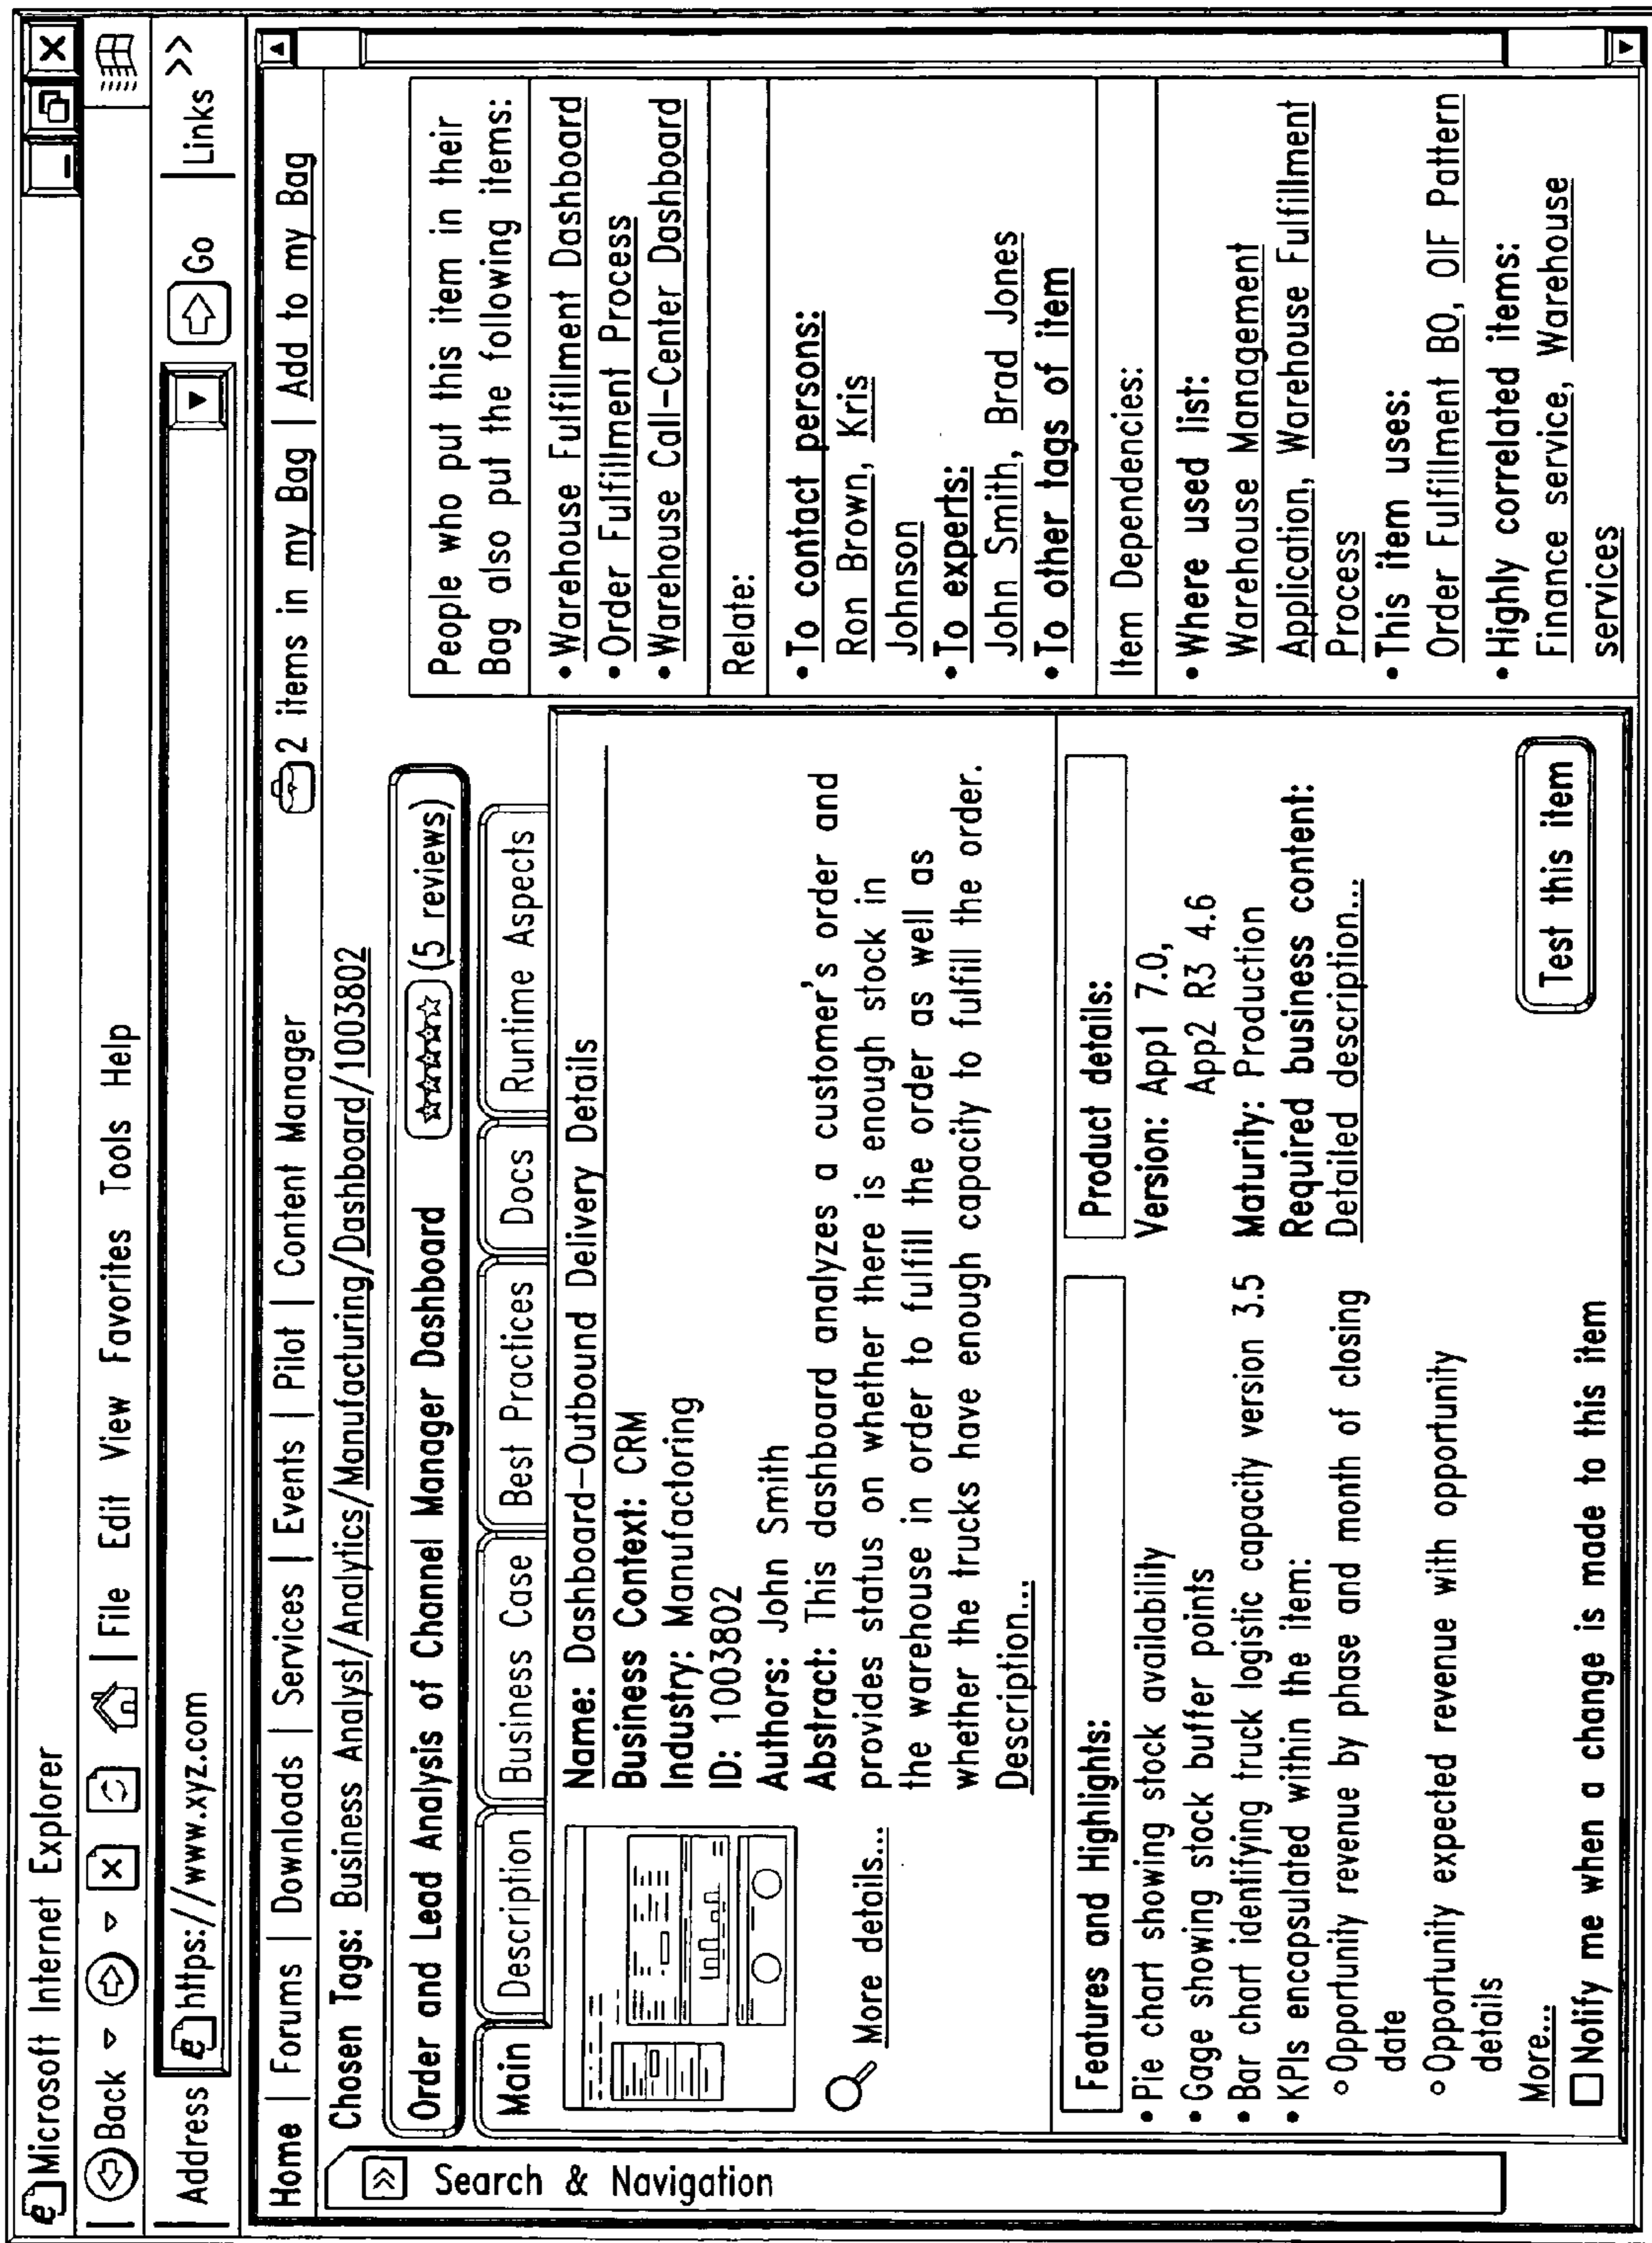 Microsoft Internet Explorer
Back
File Edit View Favorites Tools Help
Address https://www.xyz.com
Go
Links >>
Home | Forums | Downloads | Services | Events | Pilot | Content Manager
2 items in my Bag | Add to my Bag
Chosen Tags: Business Analyst/Analytics/Manufacturing/Dashboard/1003802
>>
Search & Navigation
Order and Lead Analysis of Channel Manager Dashboard
☆☆☆☆☆ (5 reviews)
Main
Description
Business Case
Best Practices
Docs
Runtime Aspects
More details...
Name: Dashboard-Outbound Delivery Details
Business Context: CRM
Industry: Manufactoring
ID: 1003802
Authors: John Smith
Abstract: This dashboard analyzes a customer's order and
provides status on whether there is enough stock in
the warehouse in order to fulfill the order as well as
whether the trucks have enough capacity to fulfill the order.
Description...
Features and Highlights:
• Pie chart showing stock availability
• Gage showing stock buffer points
• Bar chart identifying truck logistic capacity version 3.5
• KPIs encapsulated within the item:
○ Opportunity revenue by phase and month of closing
date
○ Opportunity expected revenue with opportunity
details
More...
Notify me when a change is made to this item
Product details:
Version: App1 7.0,
App2 R3 4.6
Maturity: Production
Required business content:
Detailed description...
Test this item
People who put this item in their
Bag also put the following items:
• Warehouse Fulfillment Dashboard
• Order Fulfillment Process
• Warehouse Call-Center Dashboard
Relate:
• To contact persons:
Ron Brown, Kris
Johnson
• To experts:
John Smith, Brad Jones
• To other tags of item
Item Dependencies:
• Where used list:
Warehouse Management
Application, Warehouse Fulfillment
Process
• This item uses:
Order Fulfillment BO, OIF Pattern
• Highly correlated items:
Finance service, Warehouse
services